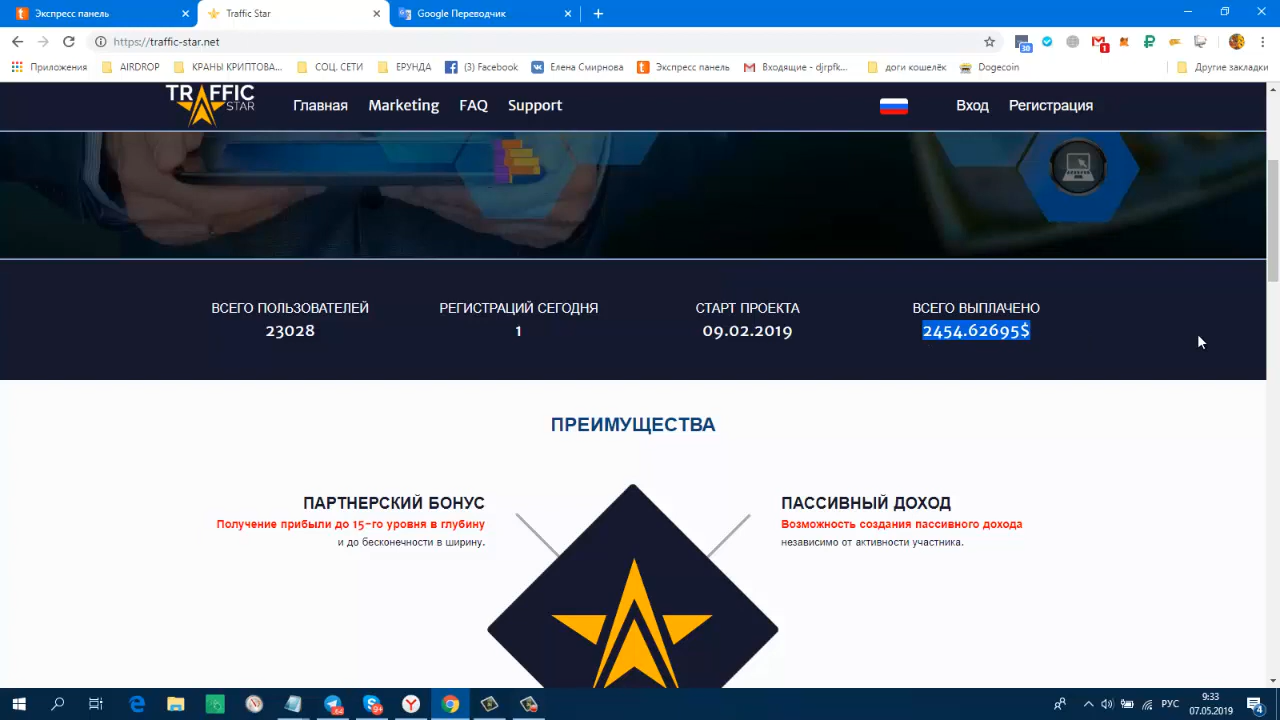 Экспресс панель
Traffic Star
Google Переводчик
https://traffic-star.net
30
1
Приложения
AIRDROP
КРАНЫ КРИПТОВА...
СОЦ. СЕТИ
ЕРУНДА
(3) Facebook
Елена Смирнова
Экспресс панель
Входящие - djrpfk...
доги кошелёк
Dogecoin
Другие закладки
TRAFFIC
STAR
Главная
Marketing
FAQ
Support
Вход
Регистрация
ВСЕГО ПОЛЬЗОВАТЕЛЕЙ
23028
РЕГИСТРАЦИЙ СЕГОДНЯ
1
СТАРТ ПРОЕКТА
09.02.2019
ВСЕГО ВЫПЛАЧЕНО
2454.62695$
ПРЕИМУЩЕСТВА
ПАРТНЕРСКИЙ БОНУС
Получение прибыли до 15-го уровня в глубину
и до бесконечности в ширину.
ПАССИВНЫЙ ДОХОД
Возможность создания пассивного дохода
независимо от активности участника.
РУС
9:33
07.05.2019
4